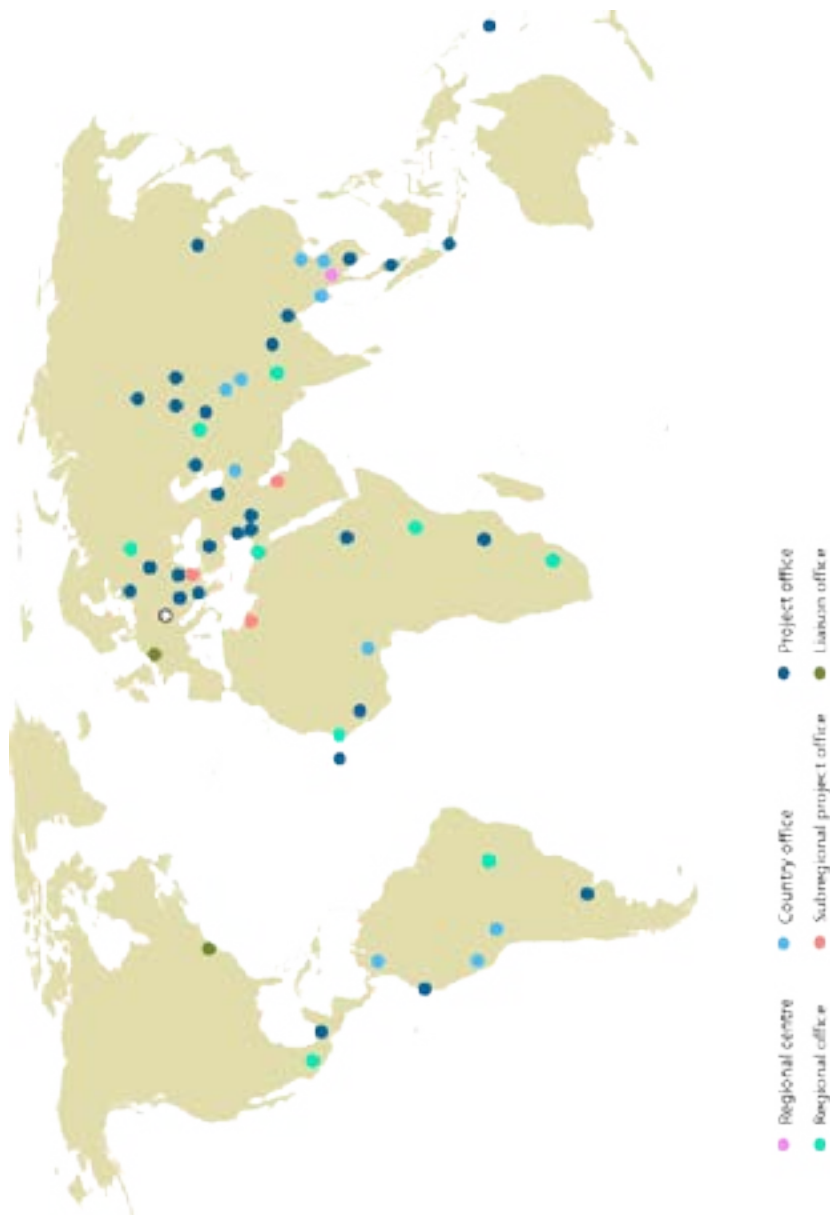 Regional centre
Country office
Project office
Regional office
Subregional project office
Liaison office